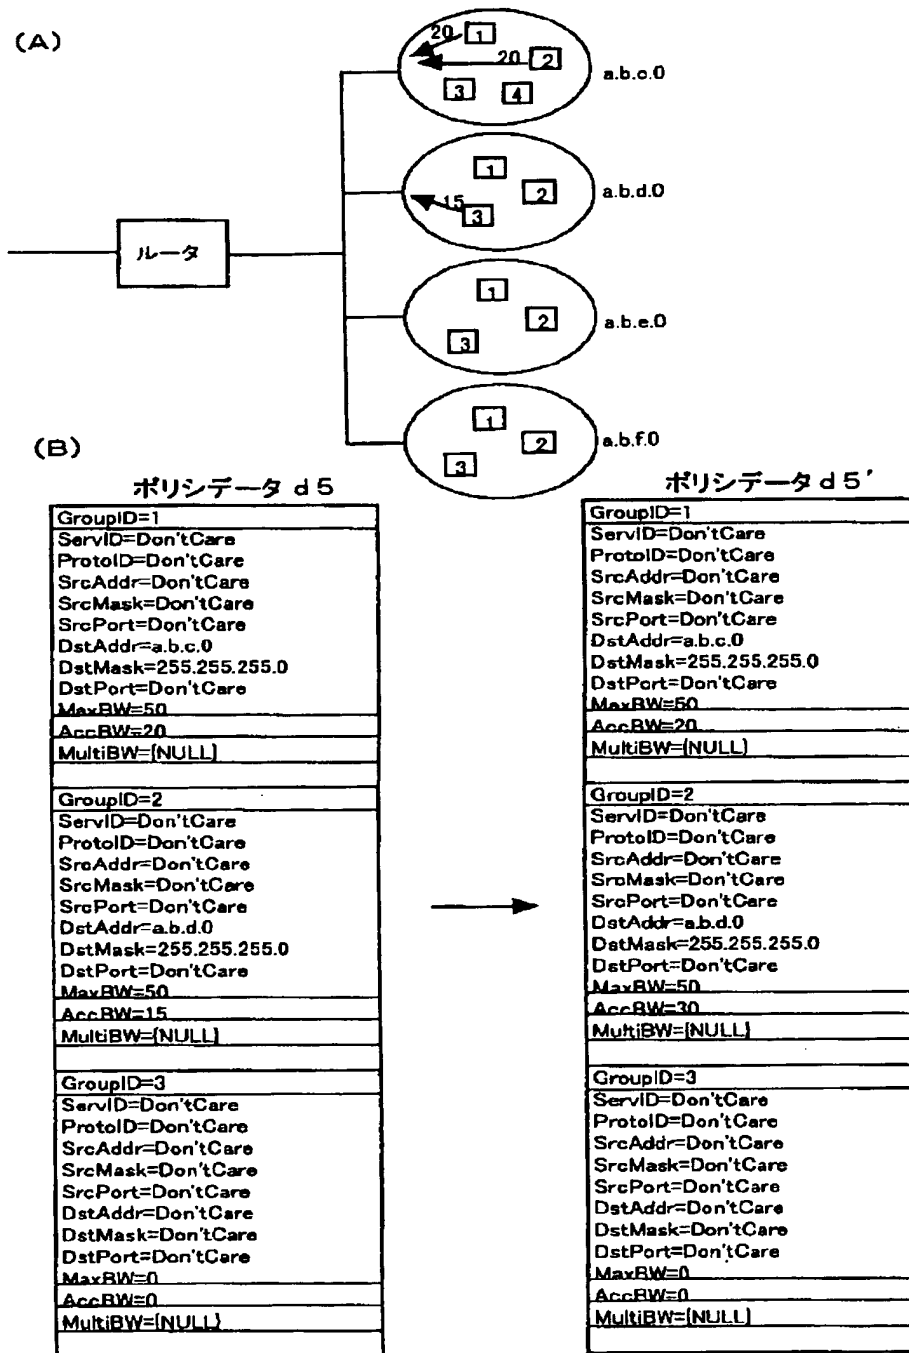 (A)
20
1
20
2
3
4
a.b.c.0
1
2
15
3
a.b.d.0
ルータ
1
2
3
a.b.e.0
1
2
3
a.b.f.0
(B)
ポリシデータ d5
GroupID=1
ServID=Don'tCare
ProtoID=Don'tCare
SrcAddr=Don'tCare
SrcMask=Don'tCare
SrcPort=Don'tCare
DstAddr=a.b.c.0
DstMask=255.255.255.0
DstPort=Don'tCare
MaxBW=50
AccBW=20
MultiBW={NULL}
GroupID=2
ServID=Don'tCare
ProtoID=Don'tCare
SrcAddr=Don'tCare
SrcMask=Don'tCare
SrcPort=Don'tCare
DstAddr=a.b.d.0
DstMask=255.255.255.0
DstPort=Don'tCare
MaxBW=50
AccBW=15
MultiBW={NULL}
GroupID=3
ServID=Don'tCare
ProtoID=Don'tCare
SrcAddr=Don'tCare
SrcMask=Don'tCare
SrcPort=Don'tCare
DstAddr=Don'tCare
DstMask=Don'tCare
DstPort=Don'tCare
MaxBW=0
AccBW=0
MultiBW={NULL}
ポリシデータ d5'
GroupID=1
ServID=Don'tCare
ProtoID=Don'tCare
SrcAddr=Don'tCare
SrcMask=Don'tCare
SrcPort=Don'tCare
DstAddr=a.b.c.0
DstMask=255.255.255.0
DstPort=Don'tCare
MaxBW=50
AccBW=20
MultiBW={NULL}
GroupID=2
ServID=Don'tCare
ProtoID=Don'tCare
SrcAddr=Don'tCare
SrcMask=Don'tCare
SrcPort=Don'tCare
DstAddr=a.b.d.0
DstMask=255.255.255.0
DstPort=Don'tCare
MaxBW=50
AccBW=30
MultiBW={NULL}
GroupID=3
ServID=Don'tCare
ProtoID=Don'tCare
SrcAddr=Don'tCare
SrcMask=Don'tCare
SrcPort=Don'tCare
DstAddr=Don'tCare
DstMask=Don'tCare
DstPort=Don'tCare
MaxBW=0
AccBW=0
MultiBW={NULL}